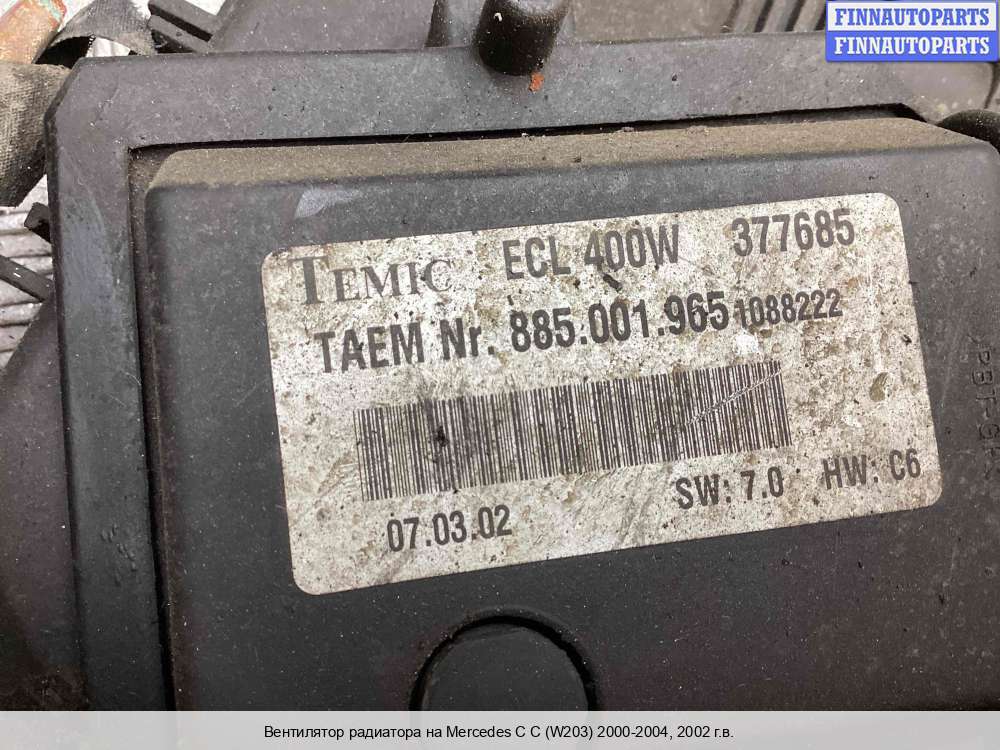 FINNAUTOPARTS
FINNAUTOPARTS
TEMIC ECL 400W 377685
TAEM Nr. 885.001.965 1088222
07.03.02 SW: 7.0 HW: C6
Вентилятор радиатора на Mercedes C C (W203) 2000-2004, 2002 г.в.